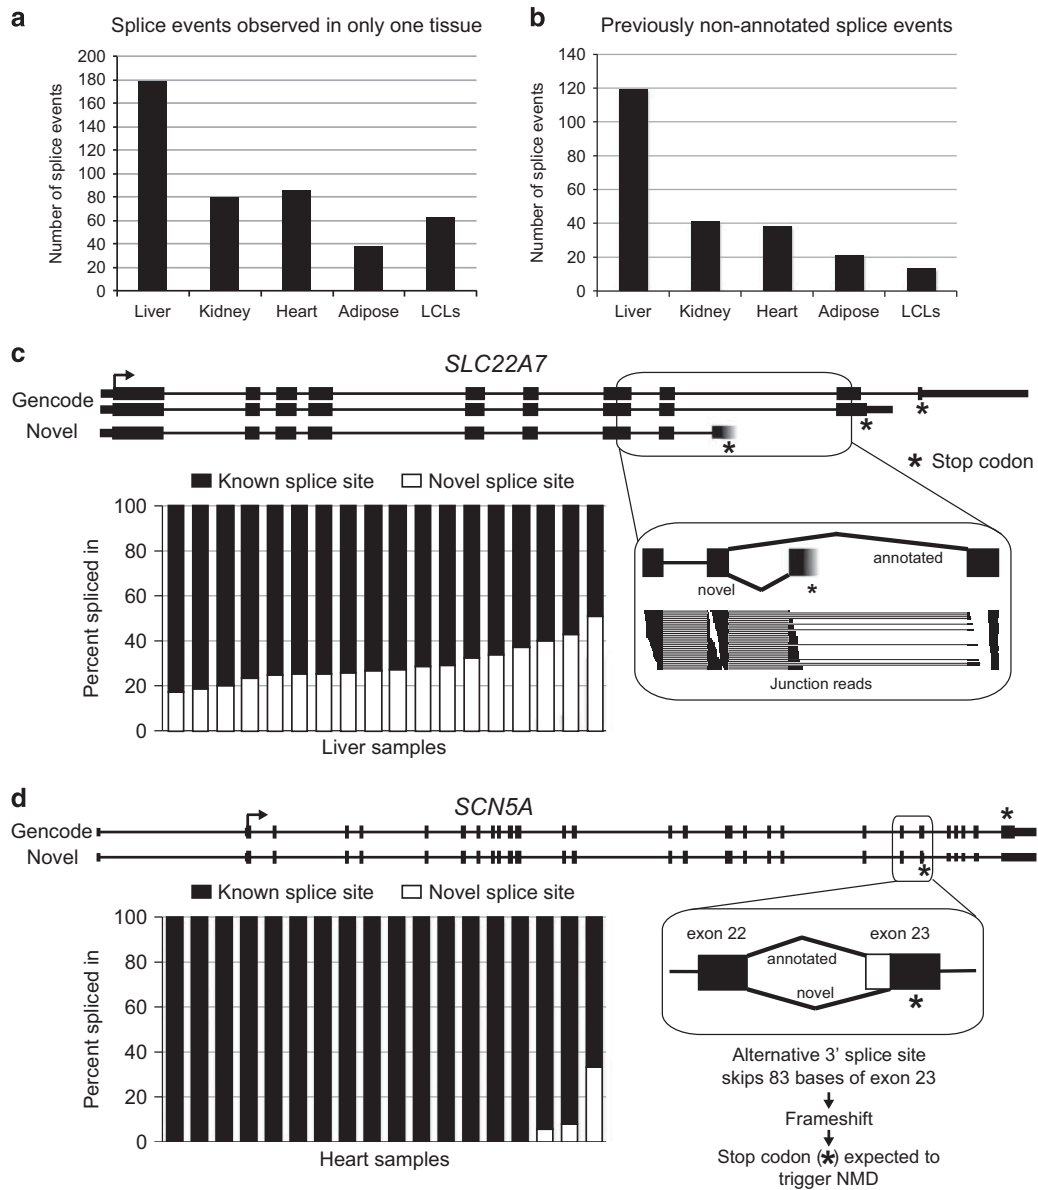 a
Splice events observed in only one tissue
Number of splice events
200
180
160
140
120
100
80
60
40
20
0
Liver
Kidney
Heart
Adipose
LCLs
b
Previously non-annotated splice events
Number of splice events
140
120
100
80
60
40
20
0
Liver
Kidney
Heart
Adipose
LCLs
c
SLC22A7
Gencode
*
*
Novel
*
* Stop codon
Known splice site
Novel splice site
Percent spliced in
100
80
60
40
20
0
Liver samples
annotated
novel
*
Junction reads
d
SCN5A
*
Gencode
Novel
*
Known splice site
Novel splice site
Percent spliced in
100
80
60
40
20
0
Heart samples
exon 22
exon 23
annotated
novel
*
Alternative 3’ splice site
skips 83 bases of exon 23
Frameshift
Stop codon (*) expected to
trigger NMD